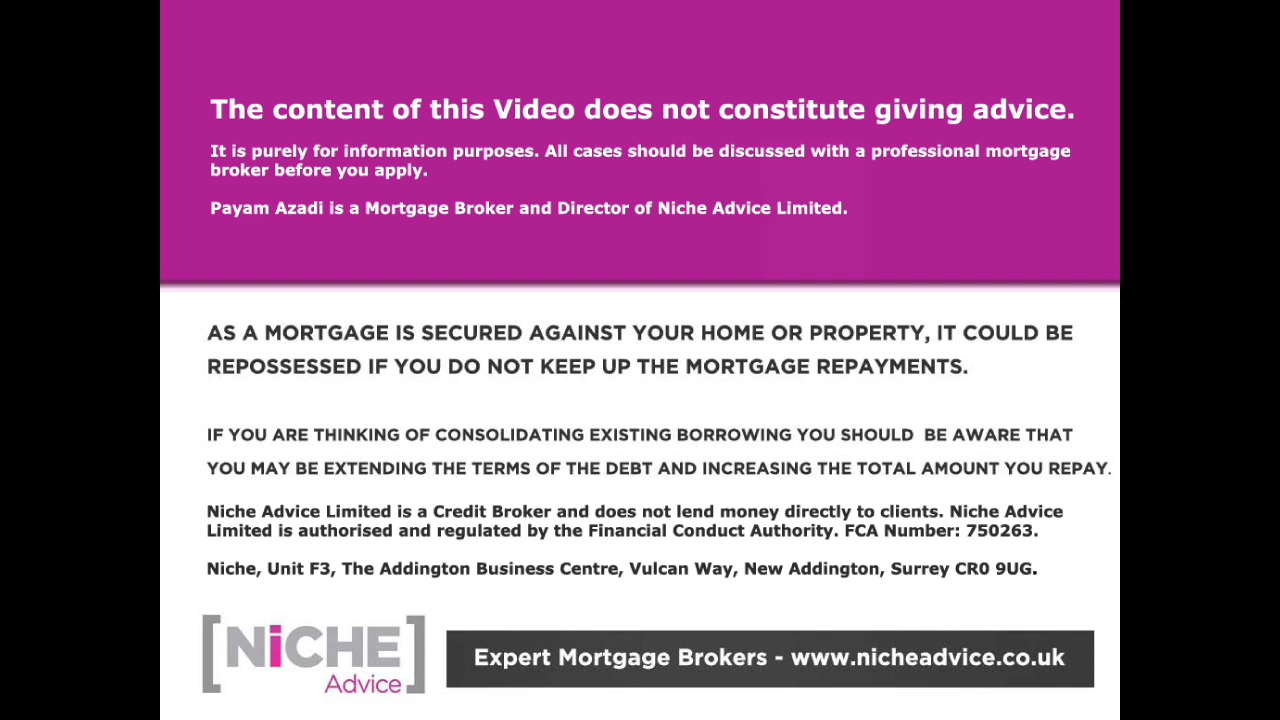 The content of this Video does not constitute giving advice.
It is purely for information purposes. All cases should be discussed with a professional mortgage
broker before you apply.
Payam Azadi is a Mortgage Broker and Director of Niche Advice Limited.
AS A MORTGAGE IS SECURED AGAINST YOUR HOME OR PROPERTY, IT COULD BE
REPOSSESSED IF YOU DO NOT KEEP UP THE MORTGAGE REPAYMENTS.
IF YOU ARE THINKING OF CONSOLIDATING EXISTING BORROWING YOU SHOULD BE AWARE THAT
YOU MAY BE EXTENDING THE TERMS OF THE DEBT AND INCREASING THE TOTAL AMOUNT YOU REPAY.
Niche Advice Limited is a Credit Broker and does not lend money directly to clients. Niche Advice
Limited is authorised and regulated by the Financial Conduct Authority. FCA Number: 750263.
Niche, Unit F3, The Addington Business Centre, Vulcan Way, New Addington, Surrey CR0 9UG.
[NiCHE
Advice]
Expert Mortgage Brokers - www.nicheadvice.co.uk